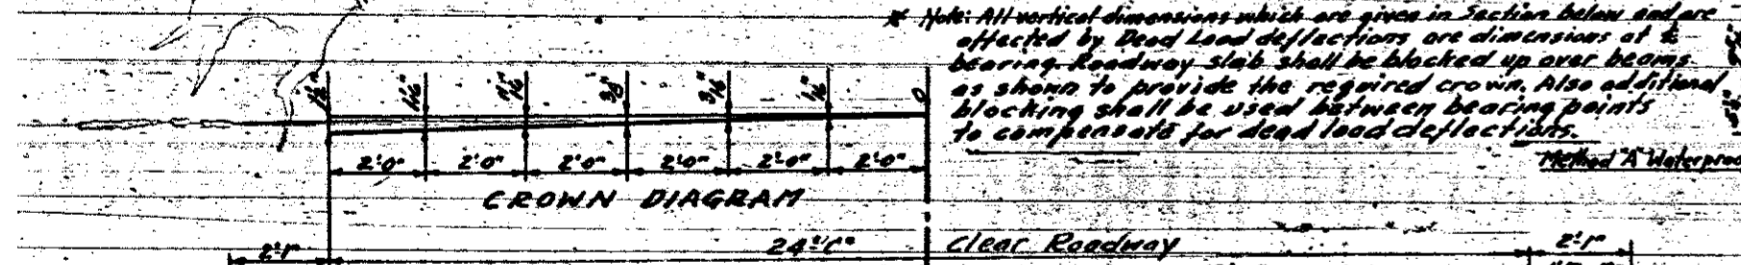 * Note: All vertical dimensions which are given in Section below and are
affected by Dead Load deflections are dimensions at ℄
bearing. Roadway slab shall be blocked up over beams
as shown to provide the required crown. Also additional
blocking shall be used between bearing points
to compensate for dead load deflections.
Method "A" Waterproo
0
2'-0" 2'-0" 2'-0" 2'-0" 2'-0" 2'-0"
CROWN DIAGRAM
2'-1" 24'-0" Clear Roadway 2'-1"